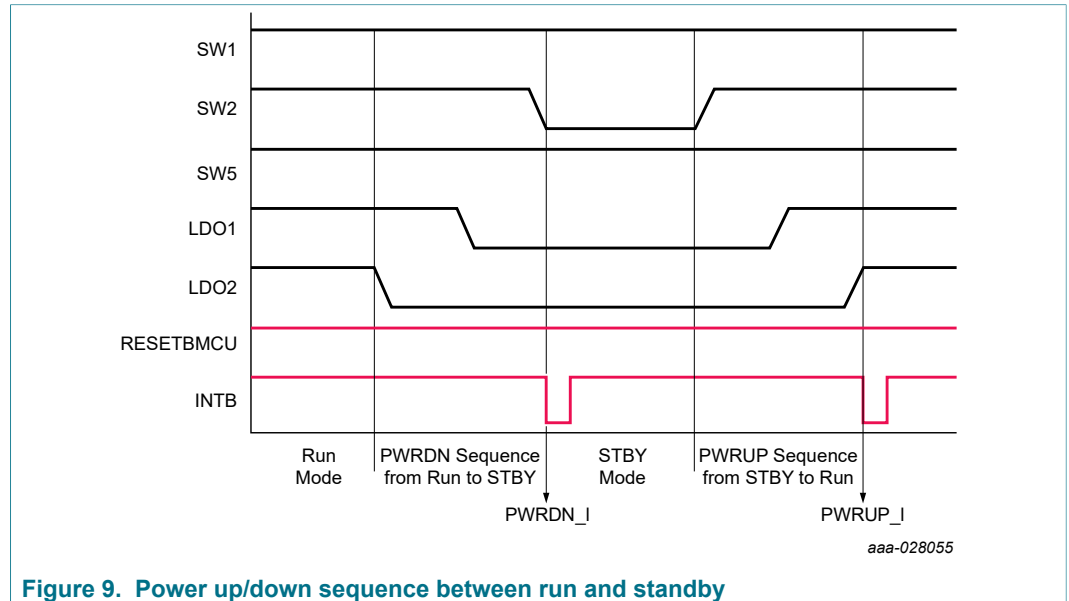 SW1
SW2
SW5
LDO1
LDO2
RESETBMCU
INTB
Run
Mode
PWRDN Sequence
from Run to STBY
STBY
Mode
PWRUP Sequence
from STBY to Run
PWRDN_I
PWRUP_I
aaa-028055
Figure 9. Power up/down sequence between run and standby